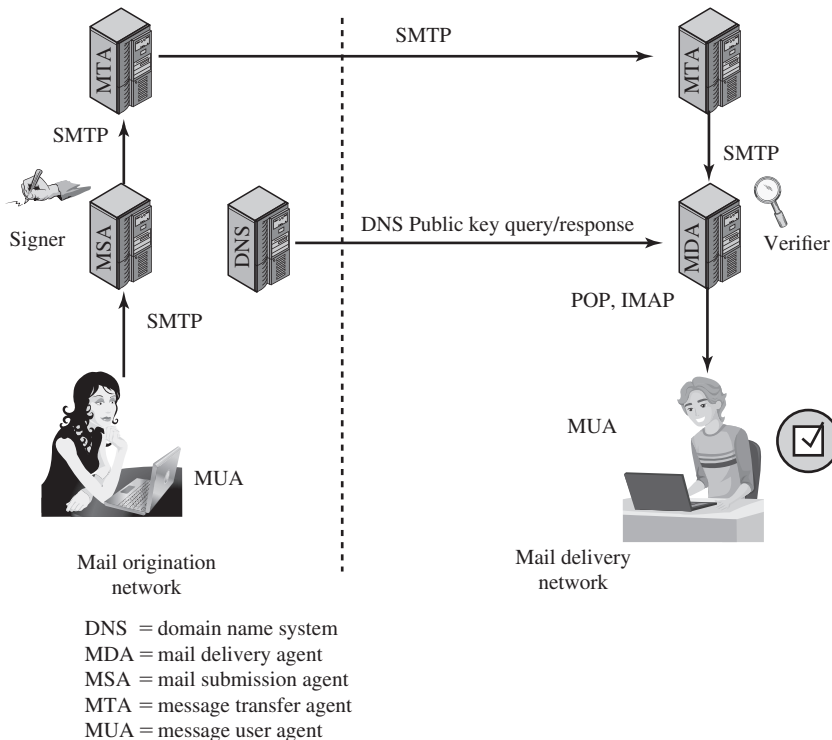 SMTP
MTA
MTA
SMTP
SMTP
Signer
MSA
DNS
DNS Public key query/response
MDA
Verifier
SMTP
POP, IMAP
MUA
MUA
Mail origination
network
Mail delivery
network
DNS = domain name system
MDA = mail delivery agent
MSA = mail submission agent
MTA = message transfer agent
MUA = message user agent